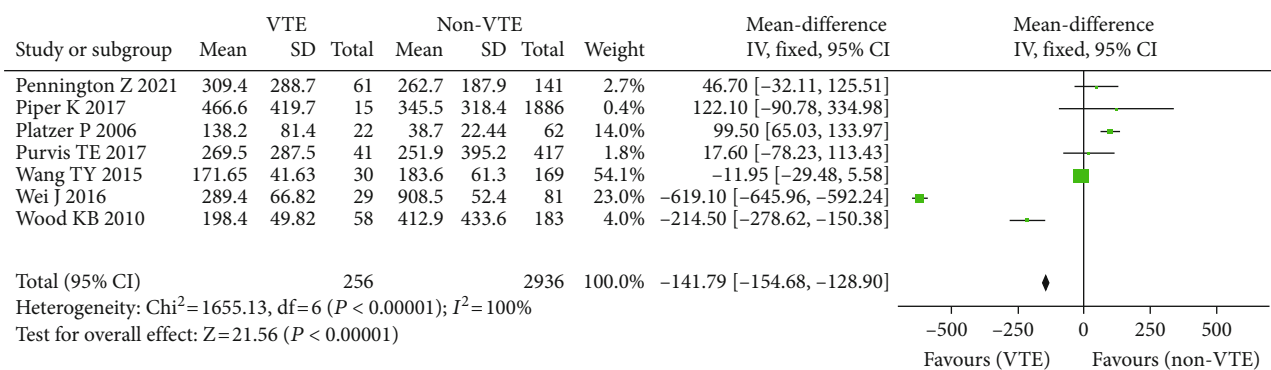 VTE Non-VTE Mean-difference Mean-difference
Study or subgroup Mean SD Total Mean SD Total Weight IV, fixed, 95% CI IV, fixed, 95% CI
Pennington Z 2021 309.4 288.7 61 262.7 187.9 141 2.7% 46.70 [−32.11, 125.51]
Piper K 2017 466.6 419.7 15 345.5 318.4 1886 0.4% 122.10 [−90.78, 334.98]
Platzer P 2006 138.2 81.4 22 38.7 22.44 62 14.0% 99.50 [65.03, 133.97]
Purvis TE 2017 269.5 287.5 41 251.9 395.2 417 1.8% 17.60 [−78.23, 113.43]
Wang TY 2015 171.65 41.63 30 183.6 61.3 169 54.1% −11.95 [−29.48, 5.58]
Wei J 2016 289.4 66.82 29 908.5 52.4 81 23.0% −619.10 [−645.96, −592.24]
Wood KB 2010 198.4 49.82 58 412.9 433.6 183 4.0% −214.50 [−278.62, −150.38]
Total (95% CI) 256 2936 100.0% −141.79 [−154.68, −128.90]
Heterogeneity: Chi²=1655.13, df=6 (P < 0.00001); I²=100%
Test for overall effect: Z=21.56 (P < 0.00001)
−500 −250 0 250 500
Favours (VTE) Favours (non-VTE)